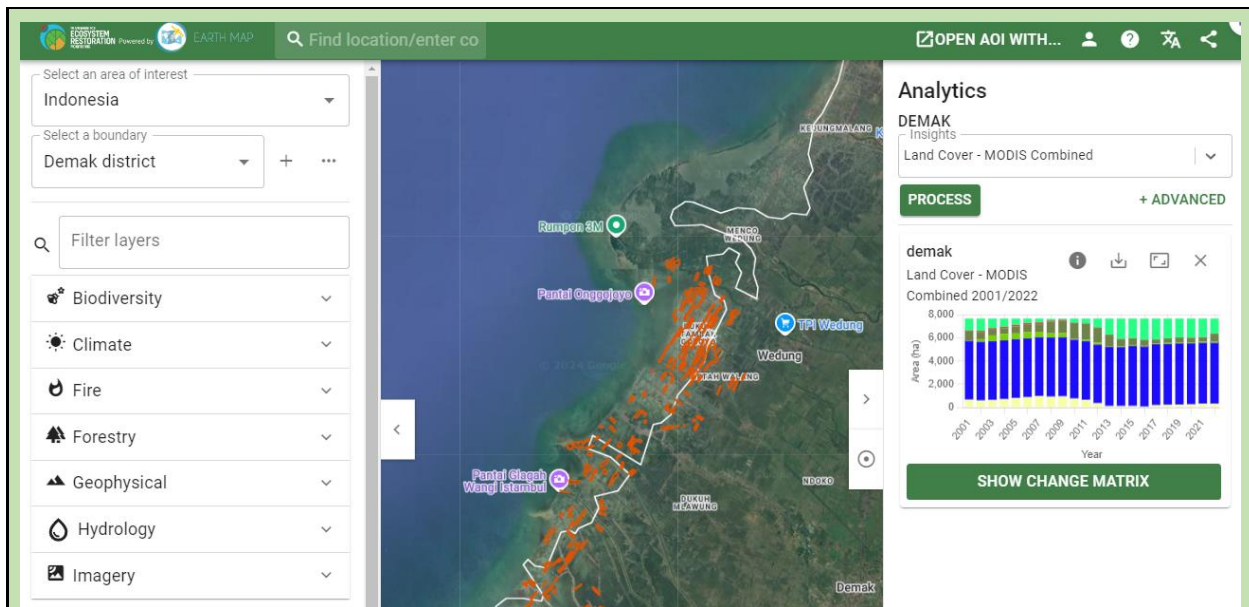 ECOSYSTEM
RESTORATION Powered by
EARTH MAP
Find location/enter co
OPEN AOI WITH...
Select an area of interest
Indonesia
Select a boundary
Demak district
Filter layers
Biodiversity
Climate
Fire
Forestry
Geophysical
Hydrology
Imagery
KEDUNGMALANG
K
Rumpon 3M
MENCO
WEDUNG
Pantai Onggojoyo
TPI Wedung
Wedung
Pantai Glagah
Wangi Istambul
NDOKO
DUKUH
MLAWUNG
Demak
Analytics
DEMAK
Insights
Land Cover - MODIS Combined
PROCESS
+ ADVANCED
demak
Land Cover - MODIS
Combined 2001/2022
8,000
6,000
4,000
2,000
0
Area (ha)
2001
2003
2005
2007
2009
2011
2013
2015
2017
2019
2021
Year
SHOW CHANGE MATRIX